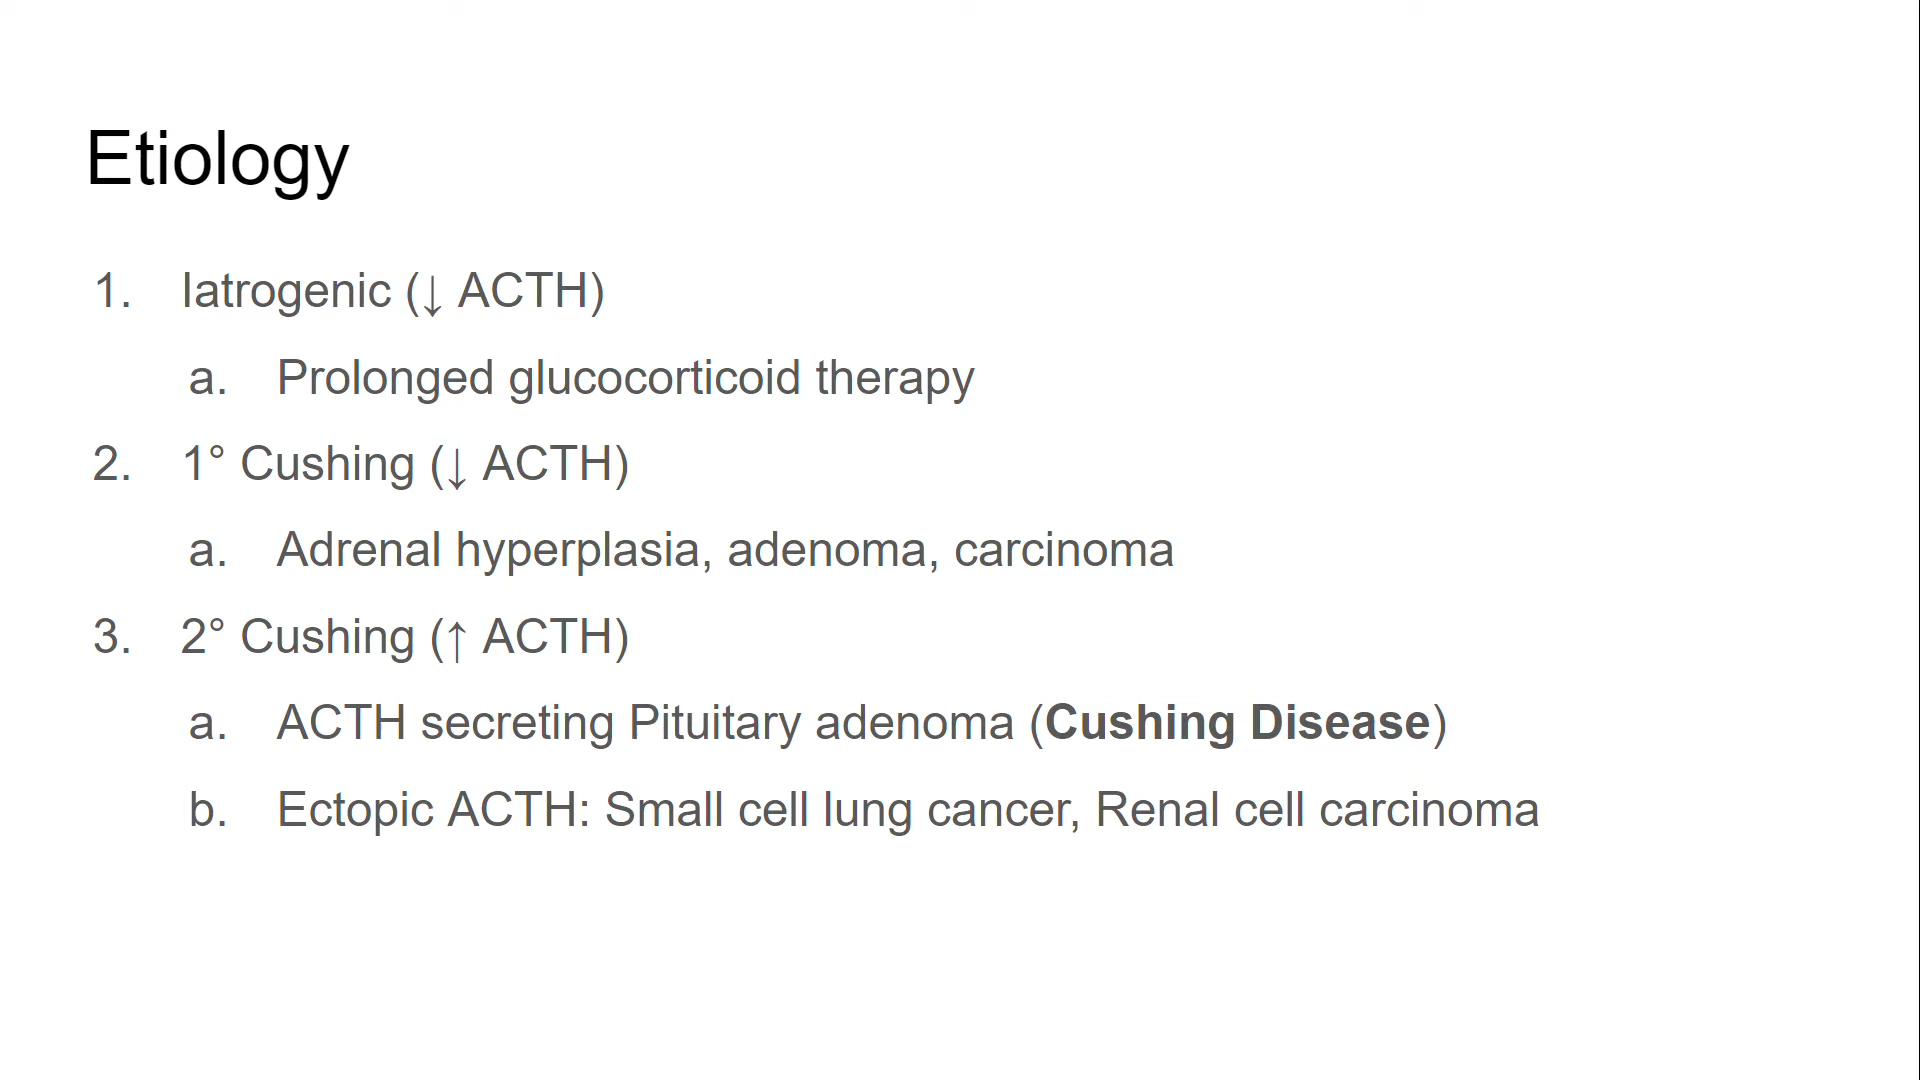 Etiology
1. Iatrogenic (↓ ACTH)
a. Prolonged glucocorticoid therapy
2. 1° Cushing (↓ ACTH)
a. Adrenal hyperplasia, adenoma, carcinoma
3. 2° Cushing (↑ ACTH)
a. ACTH secreting Pituitary adenoma (Cushing Disease)
b. Ectopic ACTH: Small cell lung cancer, Renal cell carcinoma